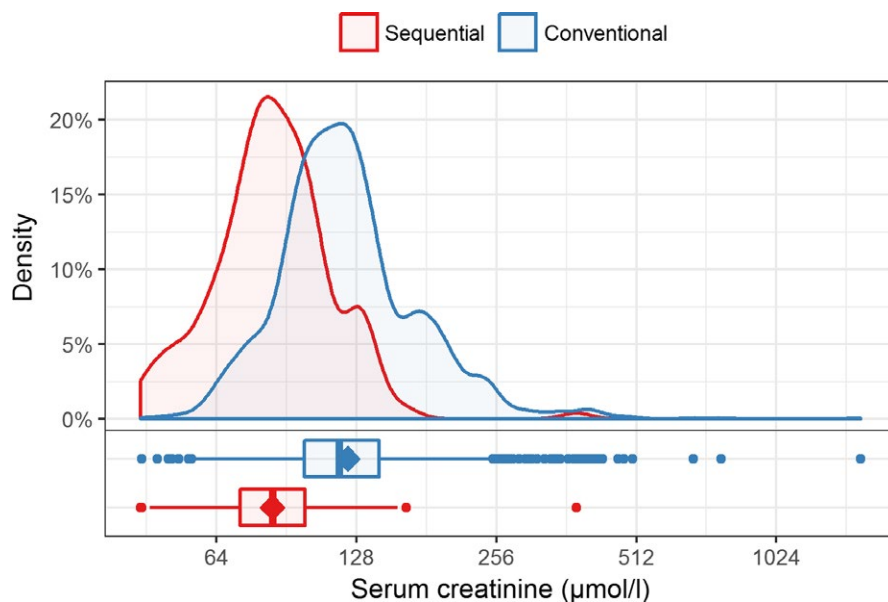 Sequential Conventional
20%
15%
10%
5%
0%
Density
64 128 256 512 1024
Serum creatinine (μmol/l)